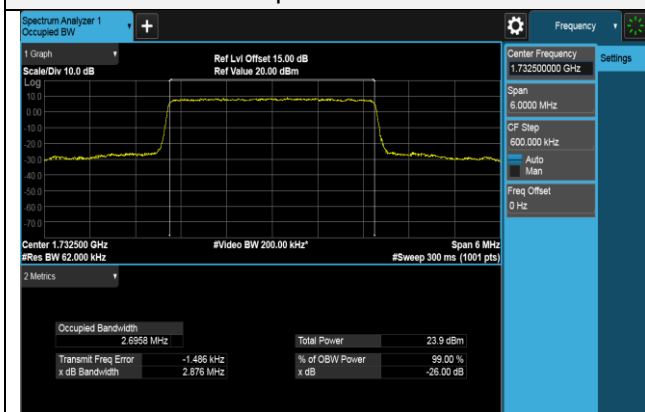 Spectrum Analyzer 1
Occupied BW
+
Frequency
1 Graph
Scale/Div 10.0 dB
Ref Lvl Offset 15.00 dB
Ref Value 20.00 dBm
Log
10.0
0.00
-10.0
-20.0
-30.0
-40.0
-50.0
-60.0
-70.0
Center 1.732500 GHz
#Res BW 62.000 kHz
#Video BW 200.00 kHz*
Span 6 MHz
#Sweep 300 ms (1001 pts)
2 Metrics
Occupied Bandwidth
2.6958 MHz
Transmit Freq Error -1.486 kHz
x dB Bandwidth 2.876 MHz
Total Power 23.9 dBm
% of OBW Power 99.00 %
x dB -26.00 dB
Center Frequency
1.732500000 GHz
Span
6.0000 MHz
CF Step
600.000 kHz
Auto
Man
Freq Offset
0 Hz
Settings